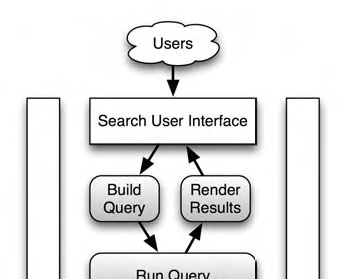 Users
Search User Interface
Build
Query
Render
Results
Run Query